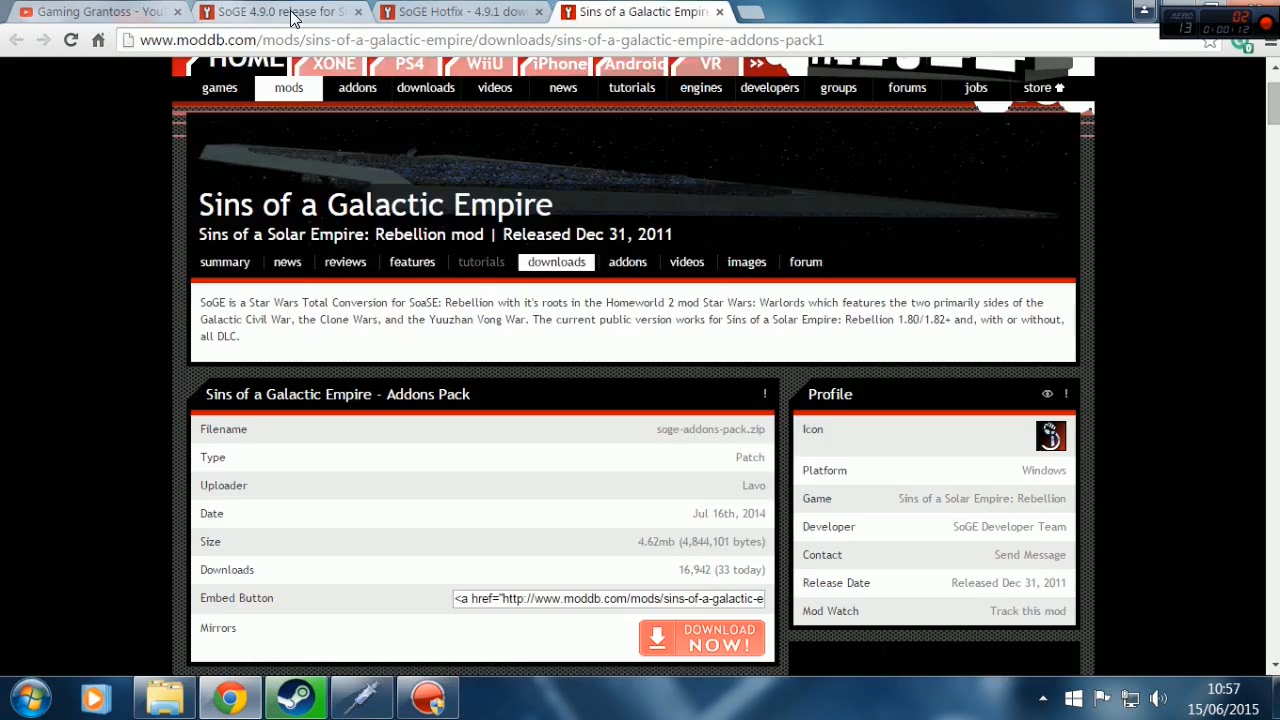 Gaming Grantoss - You
SoGE 4.9.0 release for S
SoGE Hotfix - 4.9.1 dow
Sins of a Galactic Empire
AERO
13
02
0:00:12
www.moddb.com/mods/sins-of-a-galactic-empire/
ns-of-a-galactic-empire-addons-pack
0
HOME XONE PS4 WiiU iPhone Android VR »
games mods addons downloads videos news tutorials engines developers groups forums jobs store
Sins of a Galactic Empire
Sins of a Solar Empire: Rebellion mod | Released Dec 31, 2011
summary news reviews features tutorials downloads addons videos images forum
SoGE is a Star Wars Total Conversion for SoaSE: Rebellion with it's roots in the Homeworld 2 mod Star Wars: Warlords which features the two primarily sides of the
Galactic Civil War, the Clone Wars, and the Yuuzhan Vong War. The current public version works for Sins of a Solar Empire: Rebellion 1.80/1.82+ and, with or without,
all DLC.
Sins of a Galactic Empire - Addons Pack !
Filename soge-addons-pack.zip
Type Patch
Uploader Lavo
Date Jul 16th, 2014
Size 4.62mb (4,844,101 bytes)
Downloads 16,942 (33 today)
Embed Button <a href="http://www.moddb.com/mods/sins-of-a-galactic-e
Mirrors DOWNLOAD
NOW!
Profile !
Icon
Platform Windows
Game Sins of a Solar Empire: Rebellion
Developer SoGE Developer Team
Contact Send Message
Release Date Released Dec 31, 2011
Mod Watch Track this mod
10:57
15/06/2015